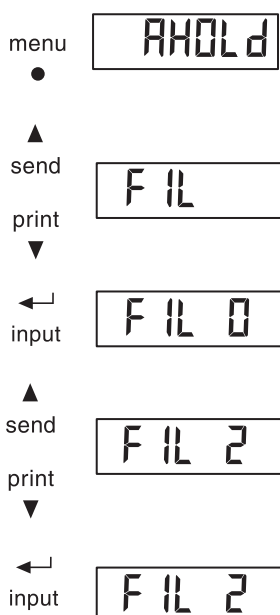 menu
AHOLd
send
print
FIL
input
FIL 0
send
print
FIL 2
input
FIL 2